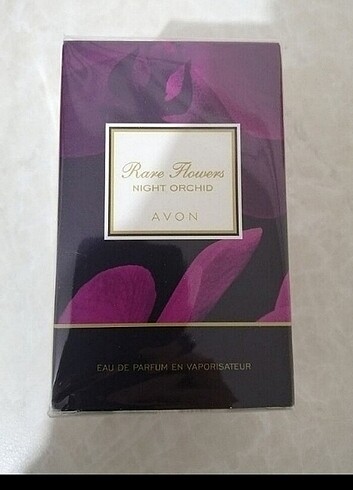 Rare Flowers
NIGHT ORCHID
AVON
EAU DE PARFUM EN VAPORISATEUR